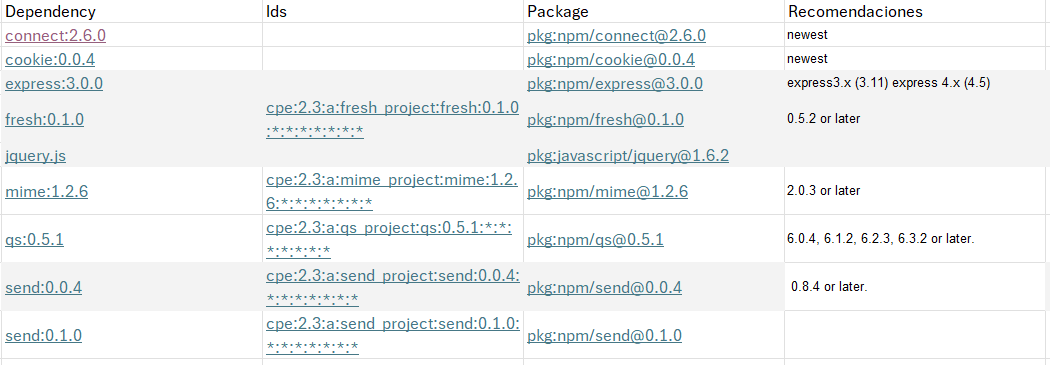 Dependency Ids Package Recomendaciones
connect:2.6.0 pkg:npm/connect@2.6.0 newest
cookie:0.0.4 pkg:npm/cookie@0.0.4 newest
express:3.0.0 pkg:npm/express@3.0.0 express3.x (3.11) express 4.x (4.5)
fresh:0.1.0 cpe:2.3:a:fresh_project:fresh:0.1.0 pkg:npm/fresh@0.1.0 0.5.2 or later
:*:*:*:*:*:*:*
jquery.js pkg:javascript/jquery@1.6.2
mime:1.2.6 cpe:2.3:a:mime_project:mime:1.2. pkg:npm/mime@1.2.6 2.0.3 or later
6:*:*:*:*:*:*:*
qs:0.5.1 cpe:2.3:a:qs_project:qs:0.5.1:*:*: pkg:npm/qs@0.5.1 6.0.4, 6.1.2, 6.2.3, 6.3.2 or later.
*:*:*:*:*
send:0.0.4 cpe:2.3:a:send_project:send:0.0.4: pkg:npm/send@0.0.4 0.8.4 or later.
*:*:*:*:*:*:*
send:0.1.0 cpe:2.3:a:send_project:send:0.1.0: pkg:npm/send@0.1.0
*:*:*:*:*:*:*